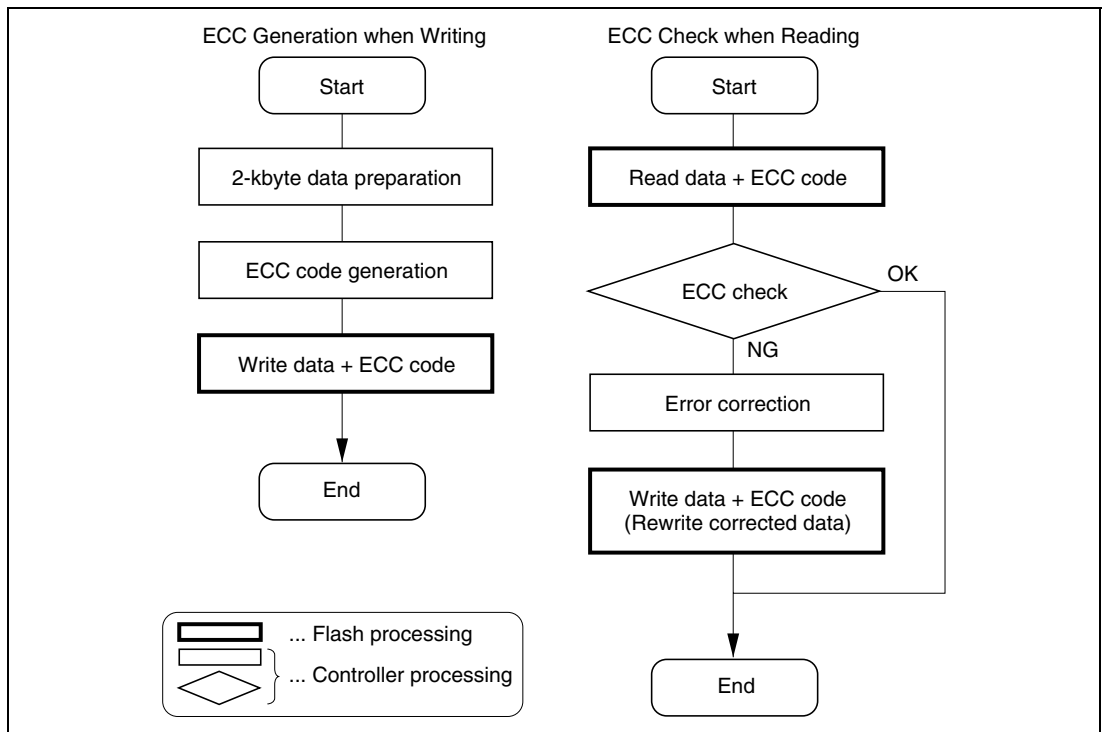 ECC Generation when Writing
Start
2-kbyte data preparation
ECC code generation
Write data + ECC code
End
ECC Check when Reading
Start
Read data + ECC code
ECC check
OK
NG
Error correction
Write data + ECC code
(Rewrite corrected data)
End
... Flash processing
... Controller processing